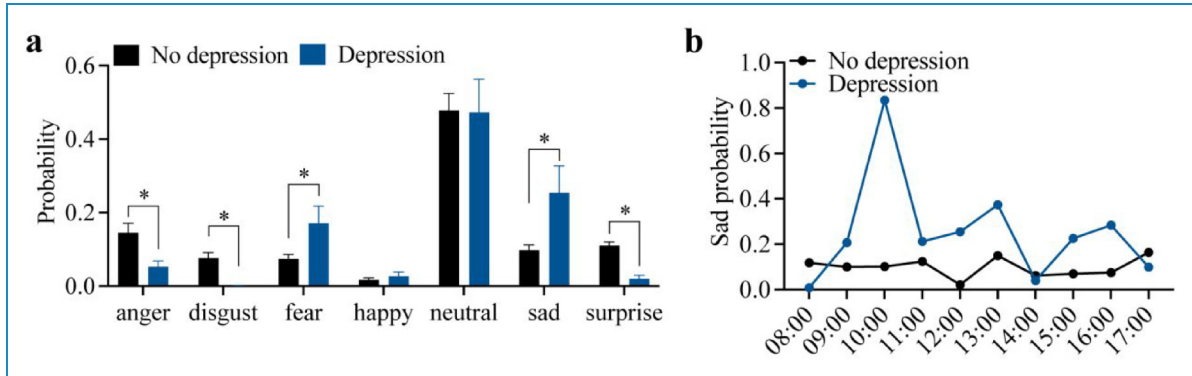 a
No depression
Depression
Probability
0.6
0.4
0.2
0.0
*
*
*
*
*
anger
disgust
fear
happy
neutral
sad
surprise
b
No depression
Depression
Sad probability
1.0
0.8
0.6
0.4
0.2
0.0
08:00
09:00
10:00
11:00
12:00
13:00
14:00
15:00
16:00
17:00